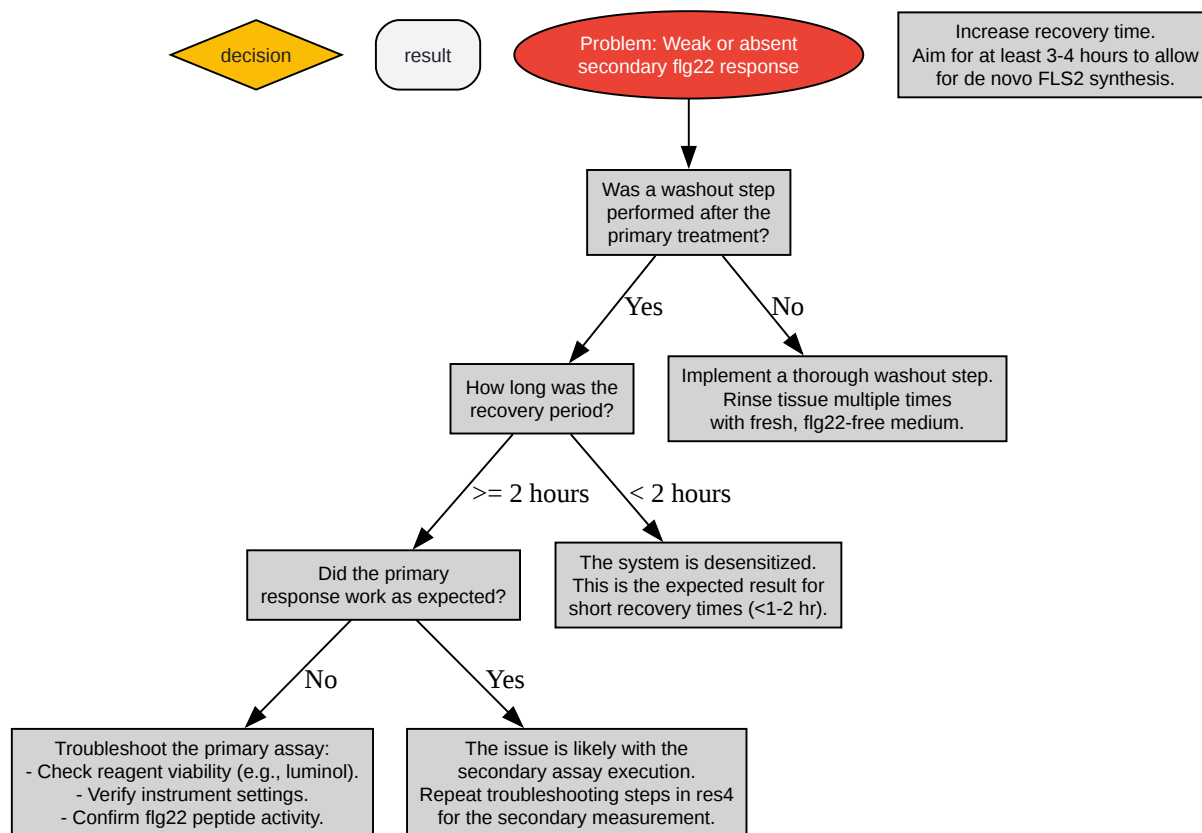 decision
result
Problem: Weak or absent
secondary flg22 response
Increase recovery time.
Aim for at least 3-4 hours to allow
for de novo FLS2 synthesis.
Was a washout step
performed after the
primary treatment?
Yes
No
How long was the
recovery period?
Implement a thorough washout step.
Rinse tissue multiple times
with fresh, flg22-free medium.
>= 2 hours
< 2 hours
Did the primary
response work as expected?
The system is desensitized.
This is the expected result for
short recovery times (<1-2 hr).
No
Yes
Troubleshoot the primary assay:
- Check reagent viability (e.g., luminol).
- Verify instrument settings.
- Confirm flg22 peptide activity.
The issue is likely with the
secondary assay execution.
Repeat troubleshooting steps in res4
for the secondary measurement.